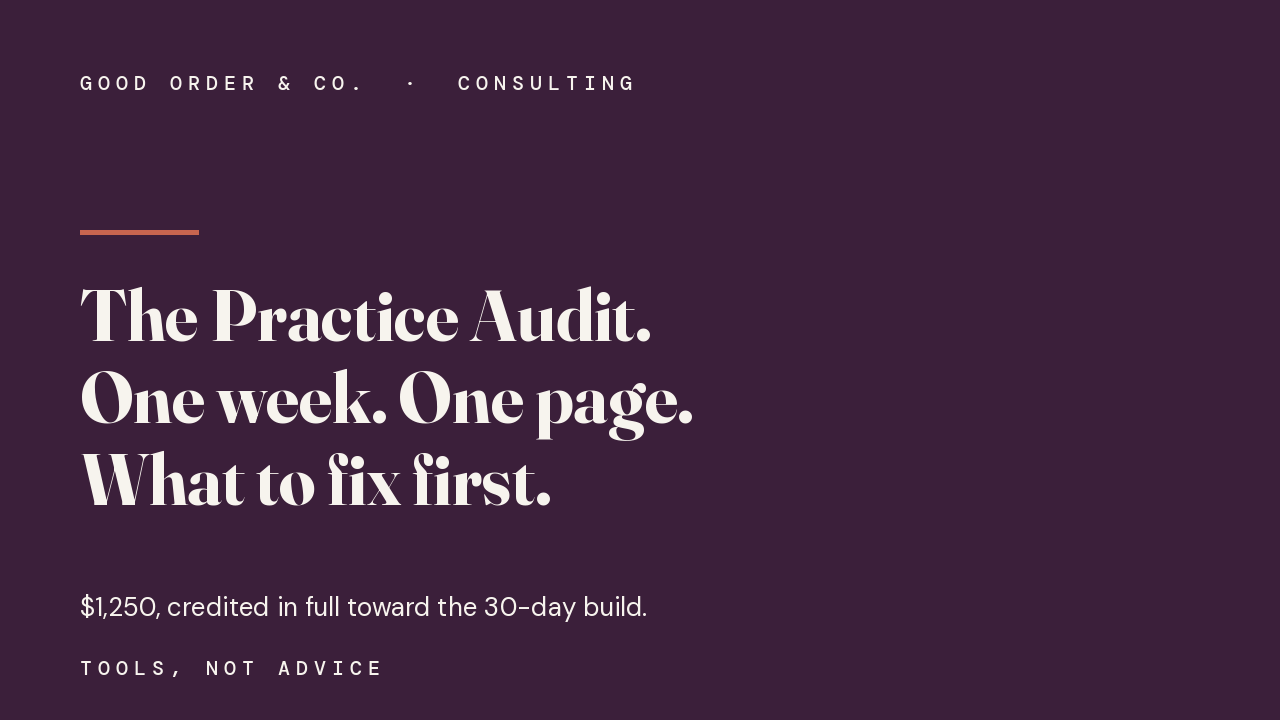 GOOD ORDER & CO. · CONSULTING
The Practice Audit.
One week. One page.
What to fix first.
$1,250, credited in full toward the 30-day build.
TOOLS, NOT ADVICE